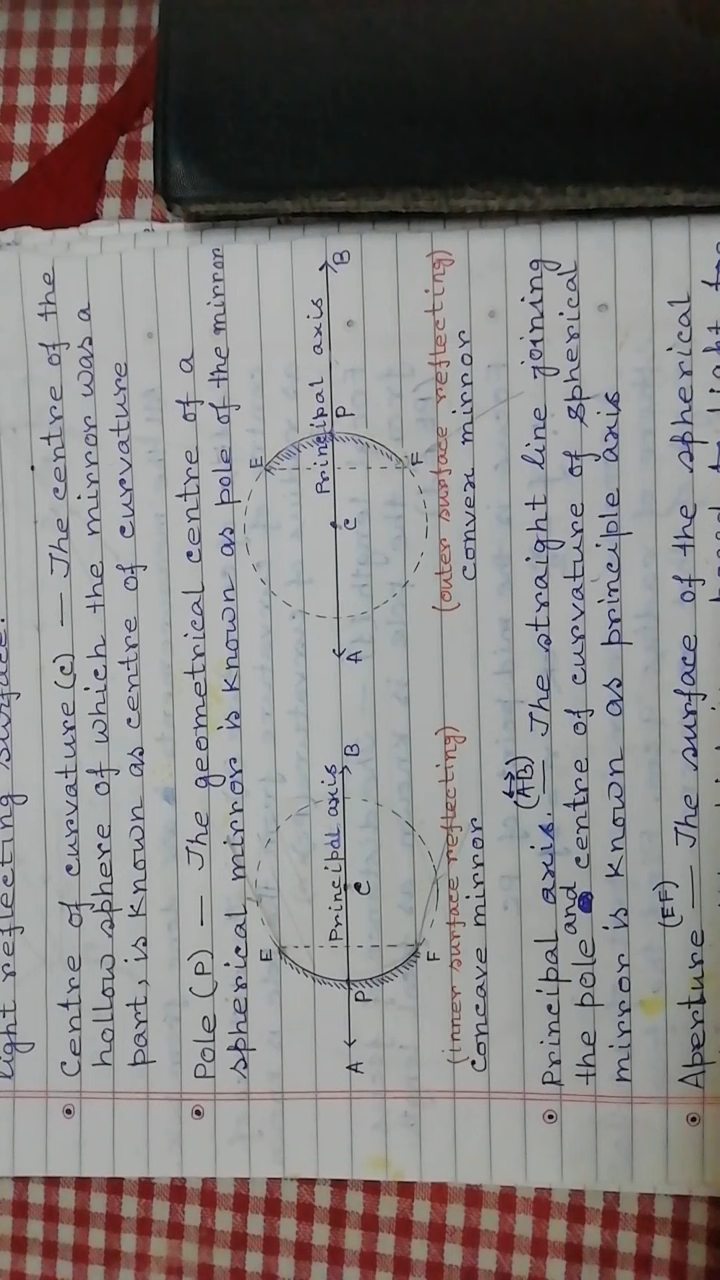 light reflecting surface.
• Centre of curvature (c) — The centre of the
hollow sphere of which the mirror was a
part, is known as centre of curvature
• Pole (P) — The geometrical centre of a
spherical mirror is known as pole of the mirror
E
Principal axis
A
P
C
B
F
E
Principal axis
A
C
P
B
F
(inner surface reflecting)
concave mirror
(outer surface reflecting)
convex mirror
• Principal axis. (AB) — The straight line joining
the pole and centre of curvature of spherical
mirror is known as principle axis
• Aperture (EF) — The surface of the spherical
to light